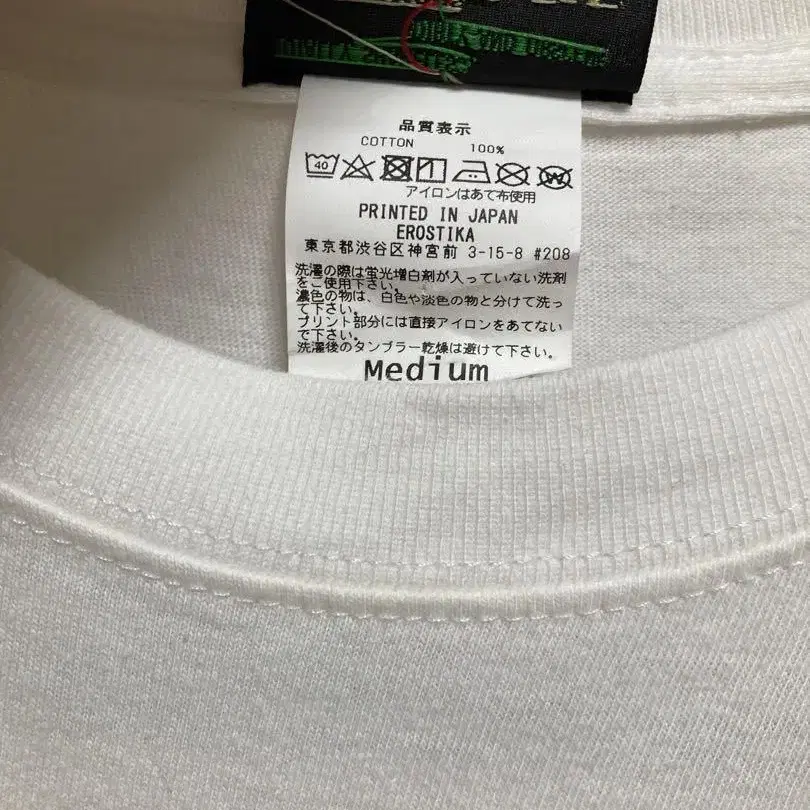 品質表示
COTTON 100%
40
アイロンはあて布使用
PRINTED IN JAPAN
EROSTIKA
東京都渋谷区神宮前 3-15-8 #208
洗濯の際は蛍光増白剤が入っていない洗剤
をご使用下さい。
濃色の物は、白色や淡色の物と分けて洗っ
て下さい。
プリント部分には直接アイロンをあてない
で下さい。
洗濯後のタンブラー乾燥は避けて下さい。
Medium